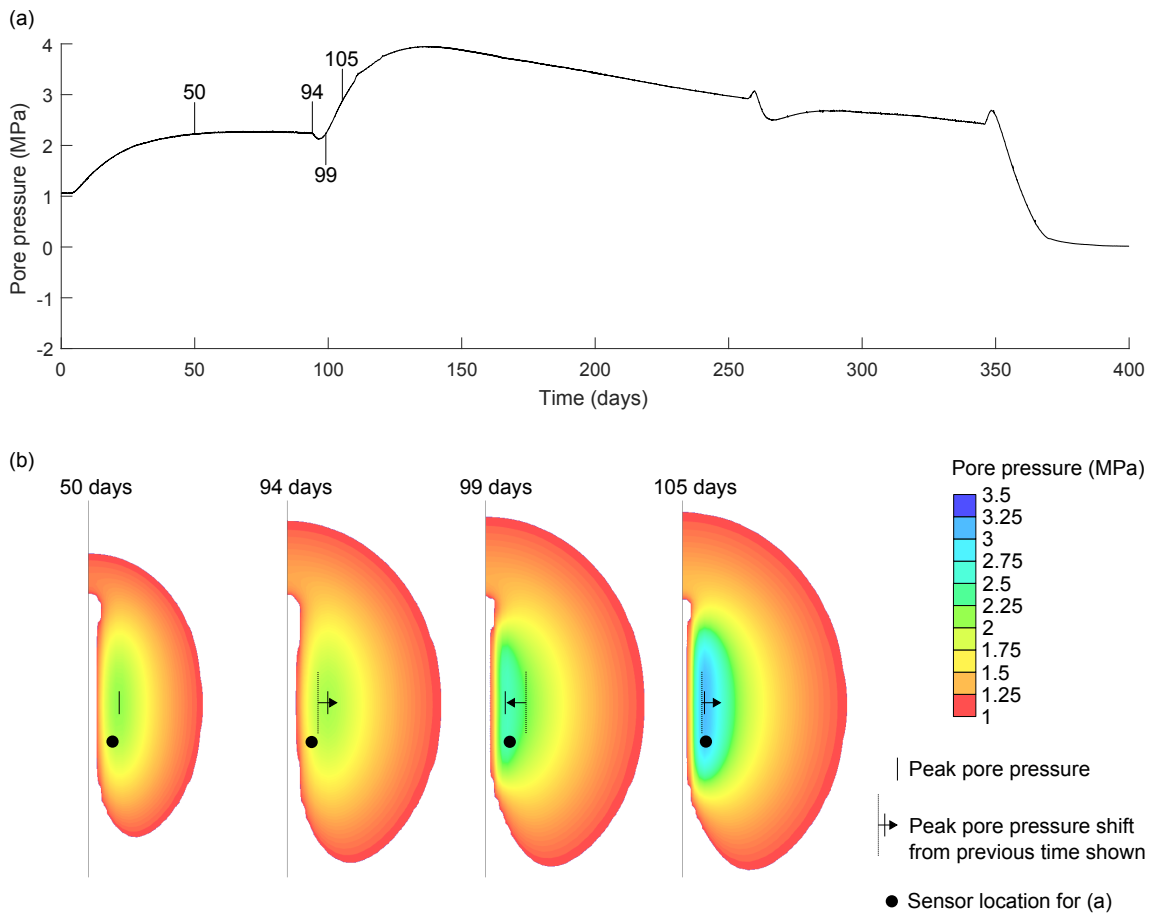 (a)
Pore pressure (MPa)
4
3
2
1
0
-1
-2
50
94
99
105
0 50 100 150 200 250 300 350 400
Time (days)
(b)
50 days 94 days 99 days 105 days
Pore pressure (MPa)
3.5
3.25
3
2.75
2.5
2.25
2
1.75
1.5
1.25
1
Peak pore pressure
Peak pore pressure shift
from previous time shown
Sensor location for (a)